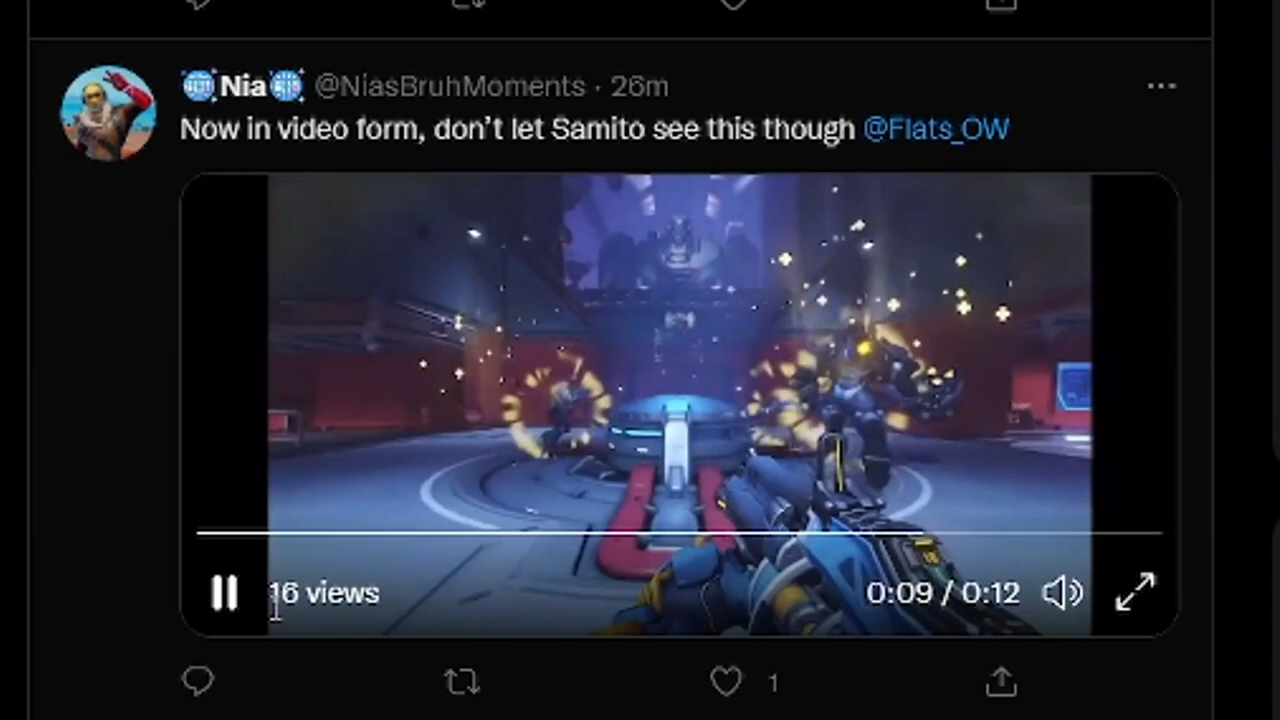 Nia @NiasBruhMoments · 26m
Now in video form, don't let Samito see this though @Flats_OW
16 views
0:09 / 0:12
1